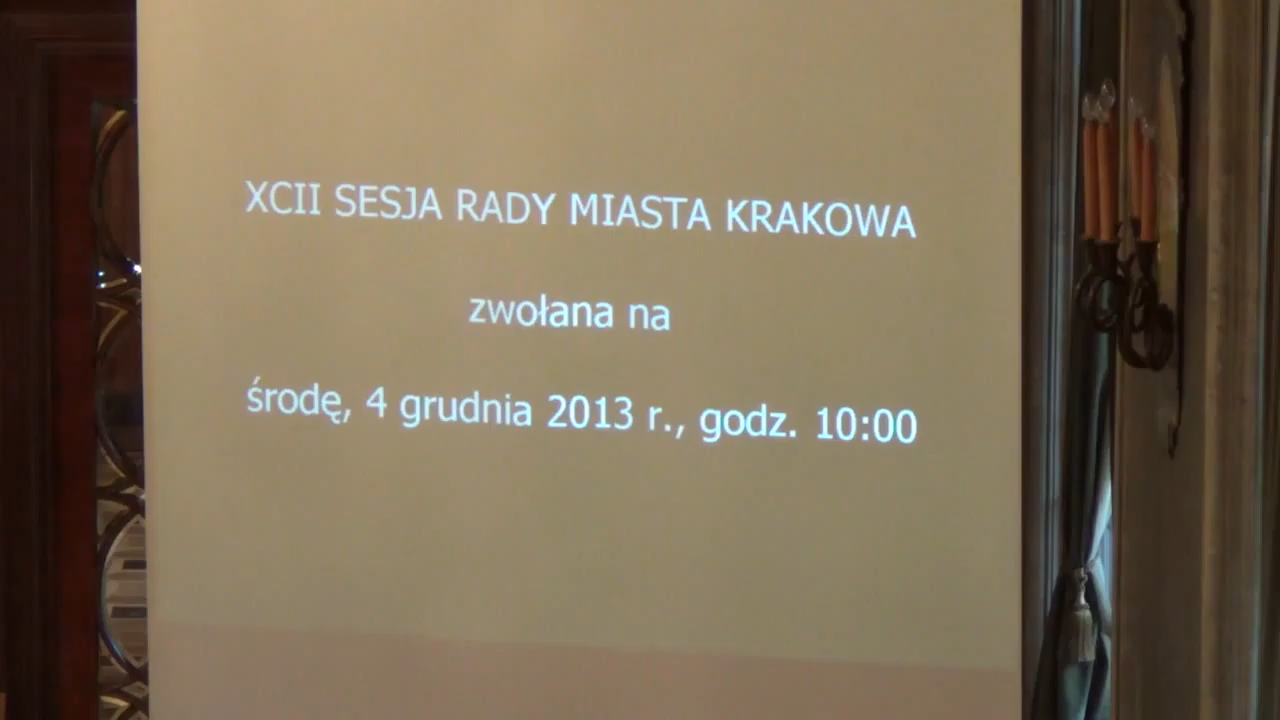 XCII SESJA RADY MIASTA KRAKOWA
zwołana na
środę, 4 grudnia 2013 r., godz. 10:00